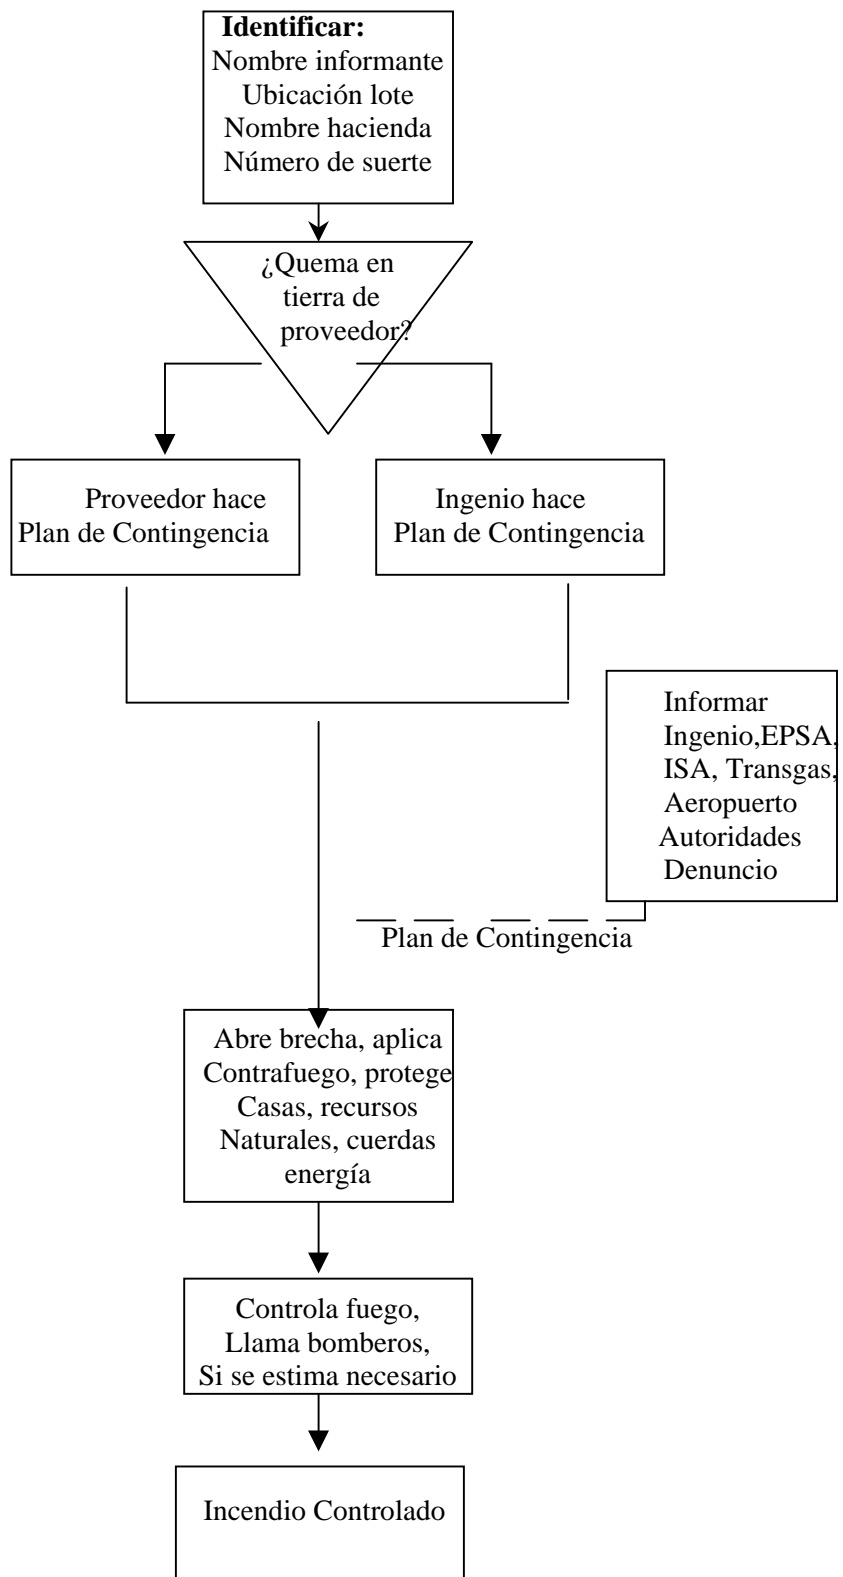 Identificar:
Nombre informante
Ubicación lote
Nombre hacienda
Número de suerte
¿Quema en
tierra de
proveedor?
Proveedor hace
Plan de Contingencia
Ingenio hace
Plan de Contingencia
Informar
Ingenio,EPSA,
ISA, Transgas,
Aeropuerto
Autoridades
Denuncio
Plan de Contingencia
Abre brecha, aplica
Contrafuego, protege
Casas, recursos
Naturales, cuerdas
energía
Controla fuego,
Llama bomberos,
Si se estima necesario
Incendio Controlado